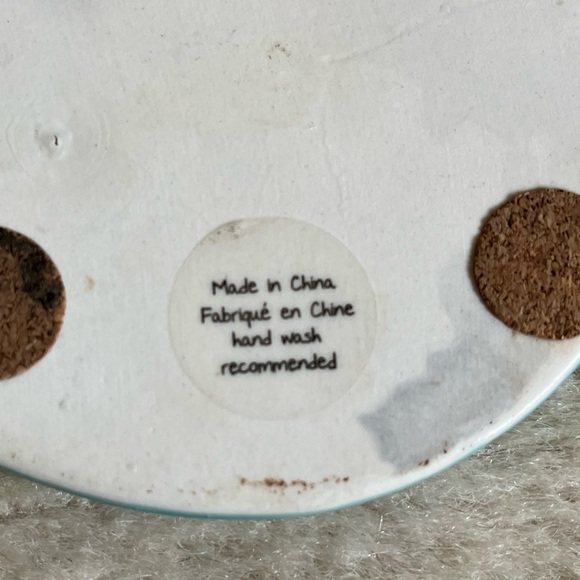 Made in China
Fabriqué en Chine
hand wash
recommended